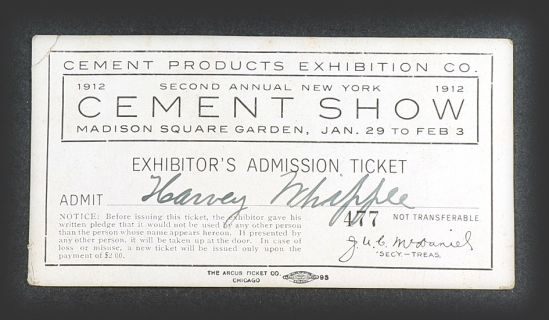 CEMENT PRODUCTS EXHIBITION CO.
1912 SECOND ANNUAL NEW YORK 1912
CEMENT SHOW
MADISON SQUARE GARDEN, JAN. 29 TO FEB 3
EXHIBITOR'S ADMISSION TICKET
ADMIT Harvey Whipple
477 NOT TRANSFERABLE
NOTICE: Before issuing this ticket, the exhibitor gave his
written pledge that it would not be used by any other person
than the person whose name appears hereon. If presented by
any other person, it will be taken up at the door. In case of
loss or misuse, a new ticket will be issued only upon the
payment of $2.00.
J. U. C. McDaniel
SEC'Y.-TREAS.
THE ARCUS TICKET CO. 95
CHICAGO